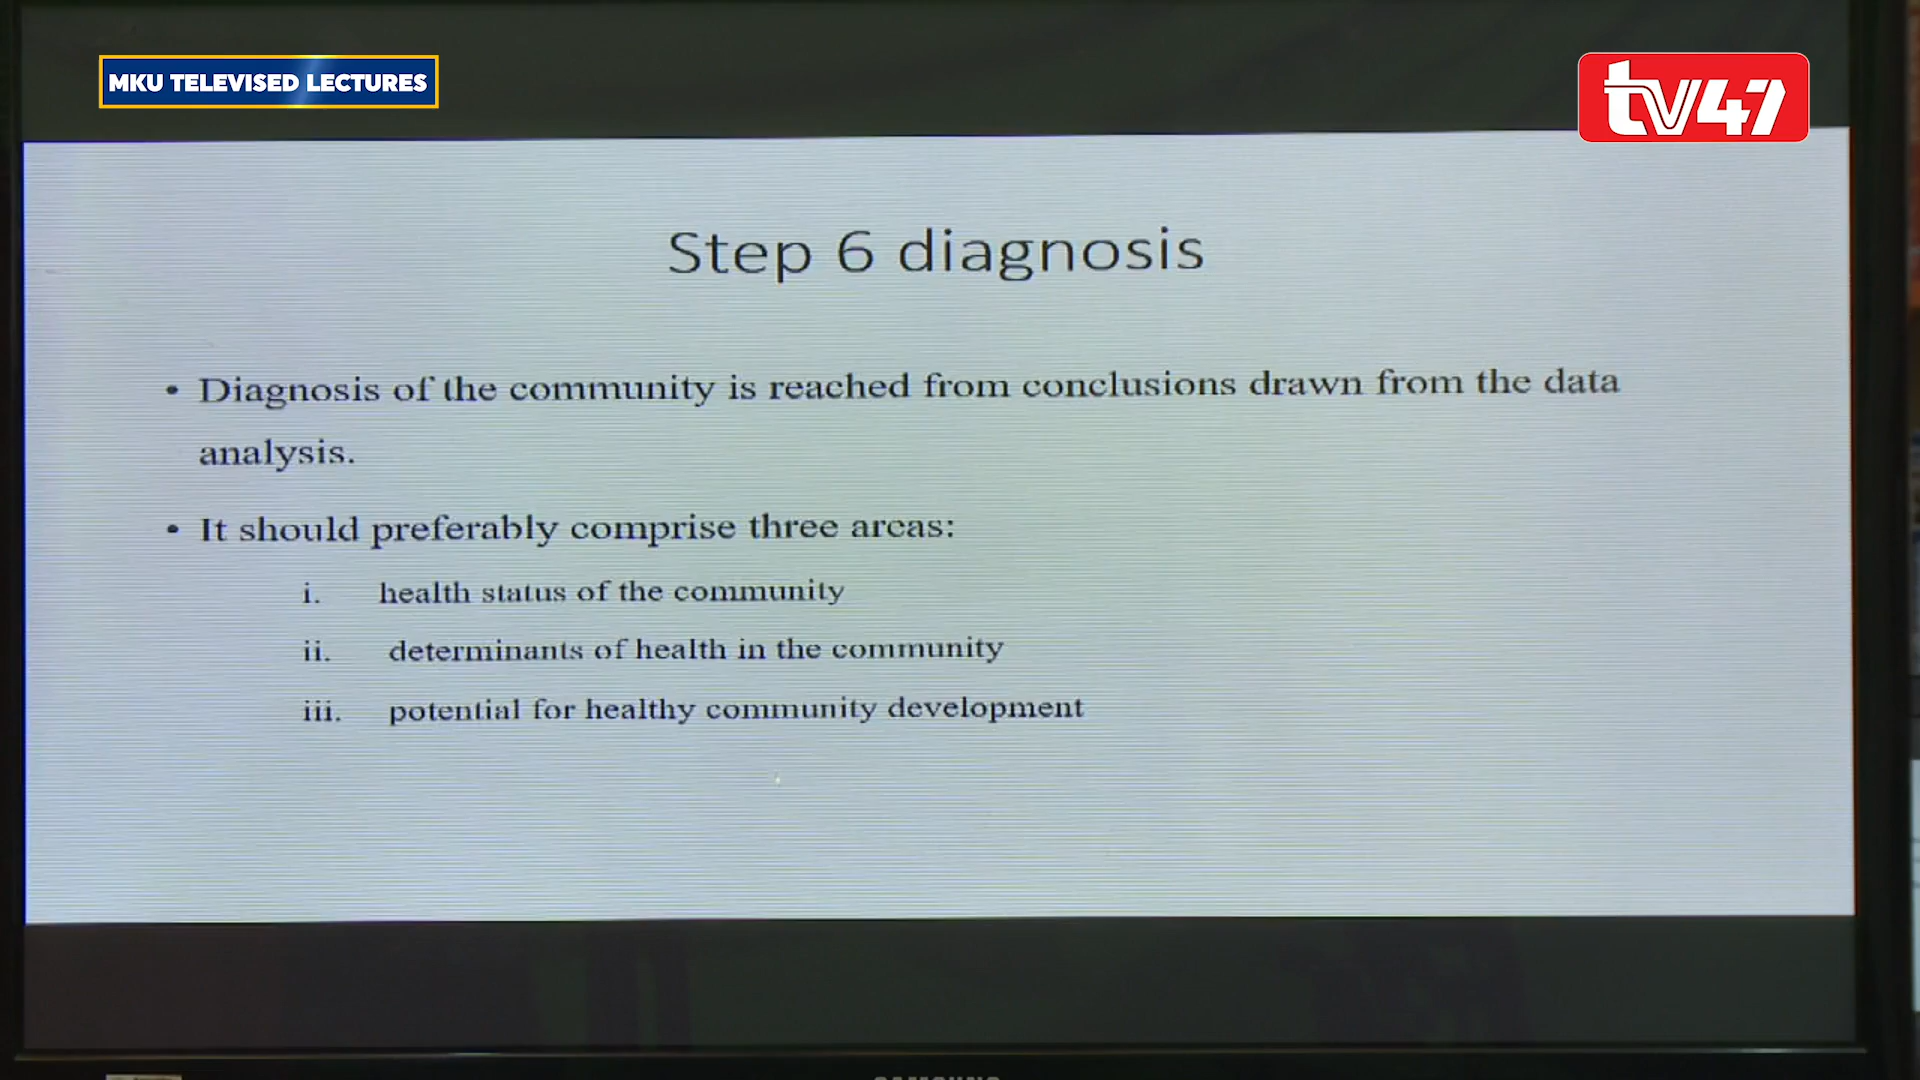 MKU TELEVISED LECTURES
tv47
Step 6 diagnosis
• Diagnosis of the community is reached from conclusions drawn from the data
analysis.
• It should preferably comprise three areas:
i. health status of the community
ii. determinants of health in the community
iii. potential for healthy community development